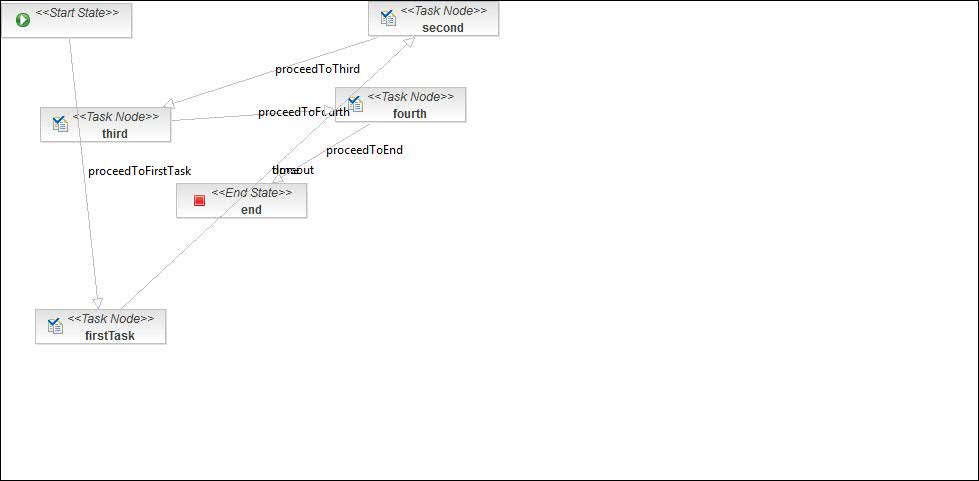 <<Start State>>
<<Task Node>>
second
proceedToThird
<<Task Node>>
fourth
proceedToFourth
<<Task Node>>
third
proceedToEnd
proceedToFirstTask
<<End State>>
end
<<Task Node>>
firstTask